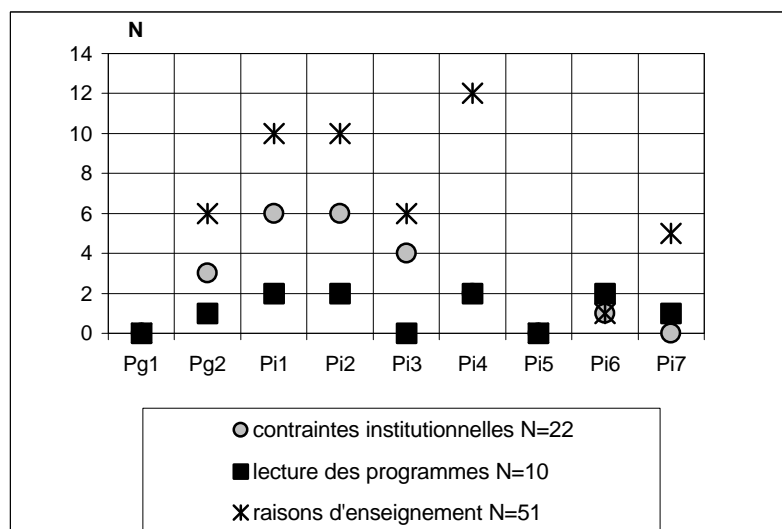 N
14
12
10
8
6
4
2
0
Pg1 Pg2 Pi1 Pi2 Pi3 Pi4 Pi5 Pi6 Pi7
contraintes institutionnelles N=22
lecture des programmes N=10
raisons d'enseignement N=51